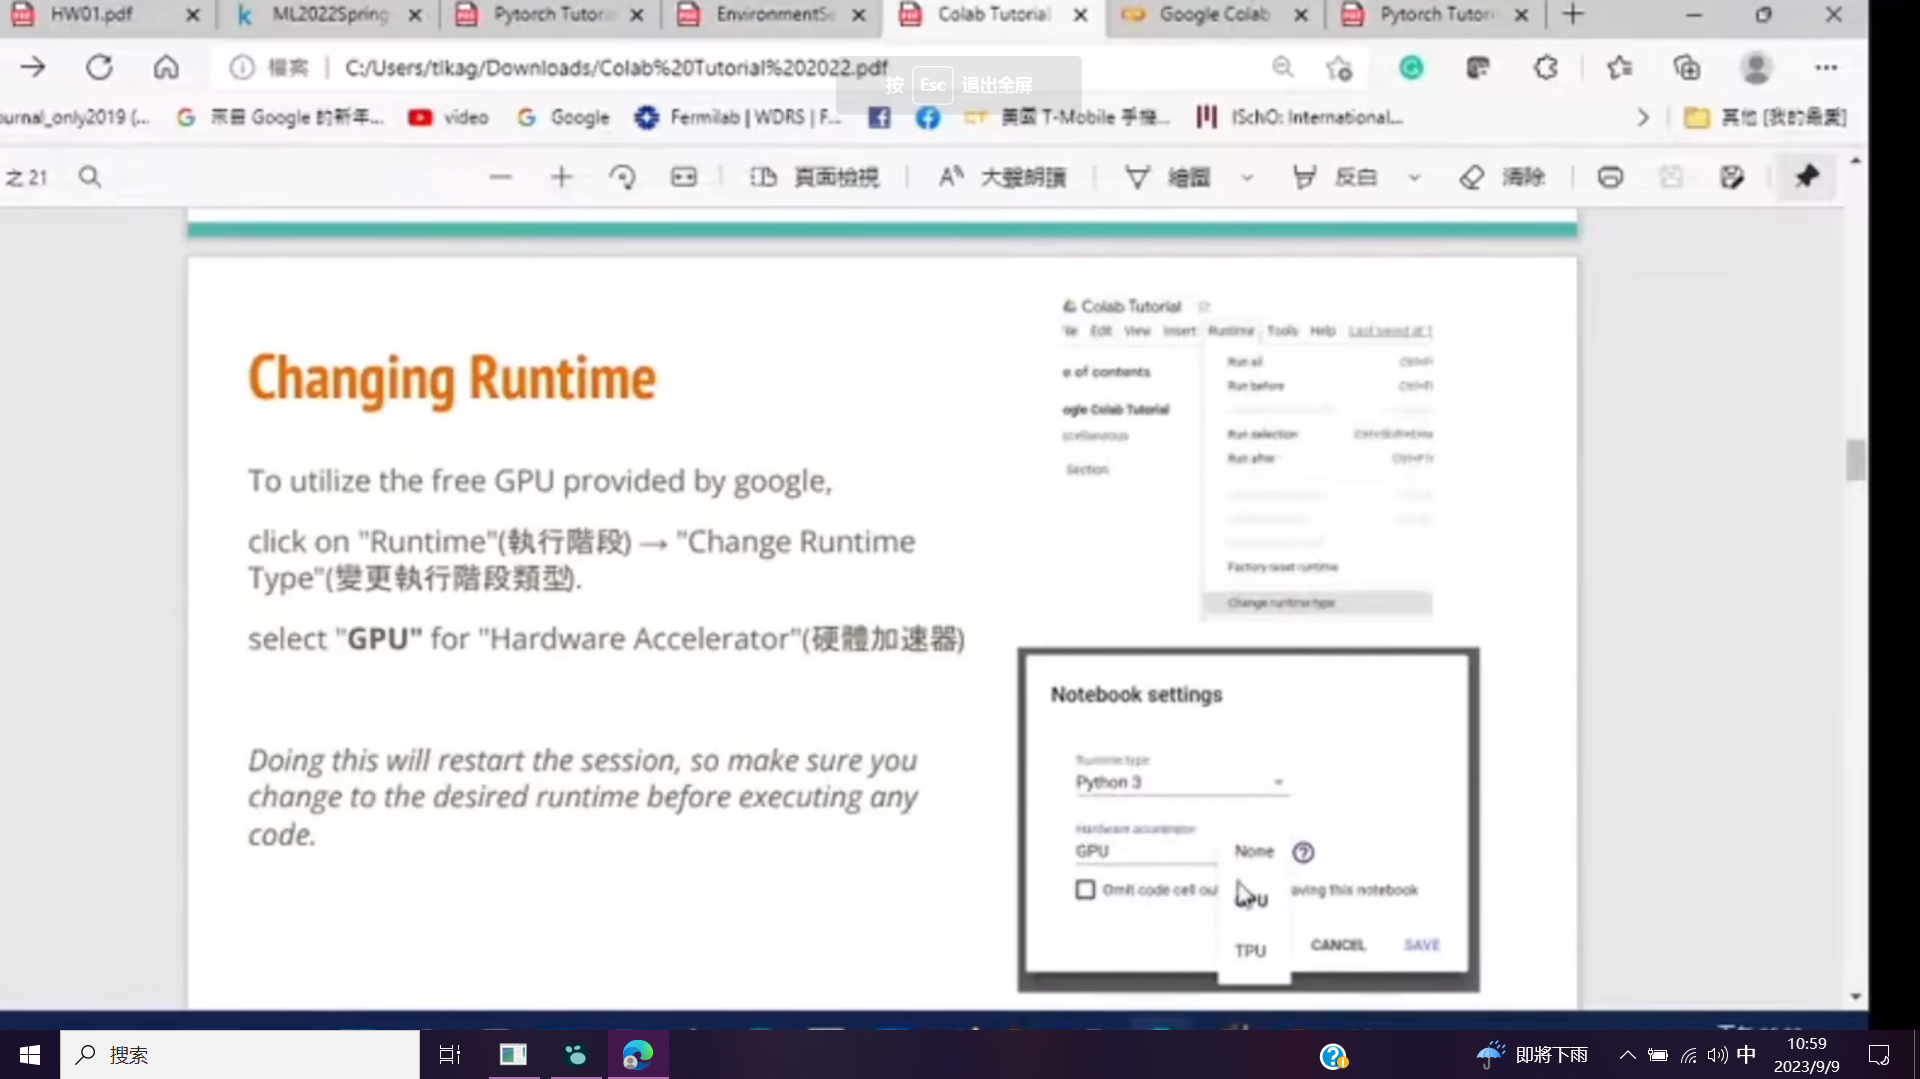 HW01.pdf
ML2022Spring
Pytorch Tutor
EnvironmentS
Colab Tutorial
Google Colab
Pytorch Tutor
檔案
C:/Users/tlkag/Downloads/Colab%20Tutorial%202022.pdf
按 Esc 退出全屏
ournal_only2019 (...
來自 Google 的新年...
video
Google
Fermilab | WDRS | F...
美國 T-Mobile 手機...
ISchO: International...
其他 [我的最愛]
之 21
頁面檢視
大聲朗讀
繪圖
反白
清除
Changing Runtime
To utilize the free GPU provided by google,
click on "Runtime"(執行階段) → "Change Runtime
Type"(變更執行階段類型).
select "GPU" for "Hardware Accelerator"(硬體加速器)
Doing this will restart the session, so make sure you
change to the desired runtime before executing any
code.
Colab Tutorial
Edit View Insert Runtime Tools Help Last saved at
e of contents
ogle Colab Tutorial
scellaneous
Section
Run all
Run before
Run selection
Run after
Factory reset runtime
Change runtime type
Notebook settings
Runtime type
Python 3
Hardware accelerator
GPU
None
GPU
TPU
Omit code cell ou
aving this notebook
CANCEL
SAVE
搜索
即將下雨
中
10:59
2023/9/9